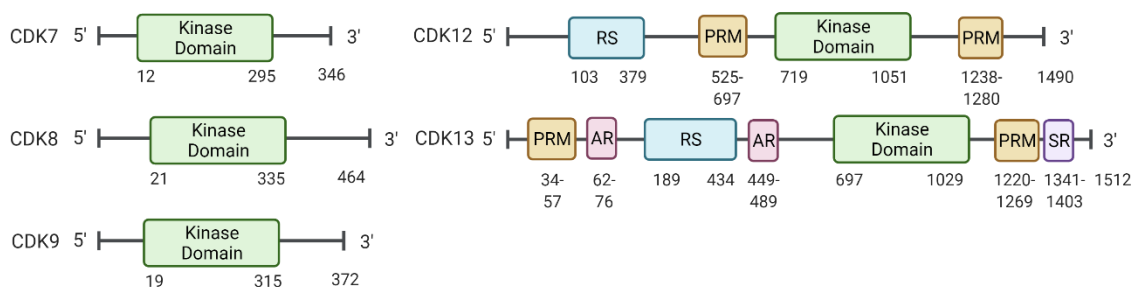 CDK7 5' Kinase Domain 3'
12 295 346
CDK8 5' Kinase Domain 3'
21 335 464
CDK9 5' Kinase Domain 3'
19 315 372
CDK12 5' RS PRM Kinase Domain PRM 3'
103 379 525-697 719 1051 1238-1280 1490
CDK13 5' PRM AR RS AR Kinase Domain PRM SR 3'
34-57 62-76 189 434 449-489 697 1029 1220-1269 1341-1403 1512